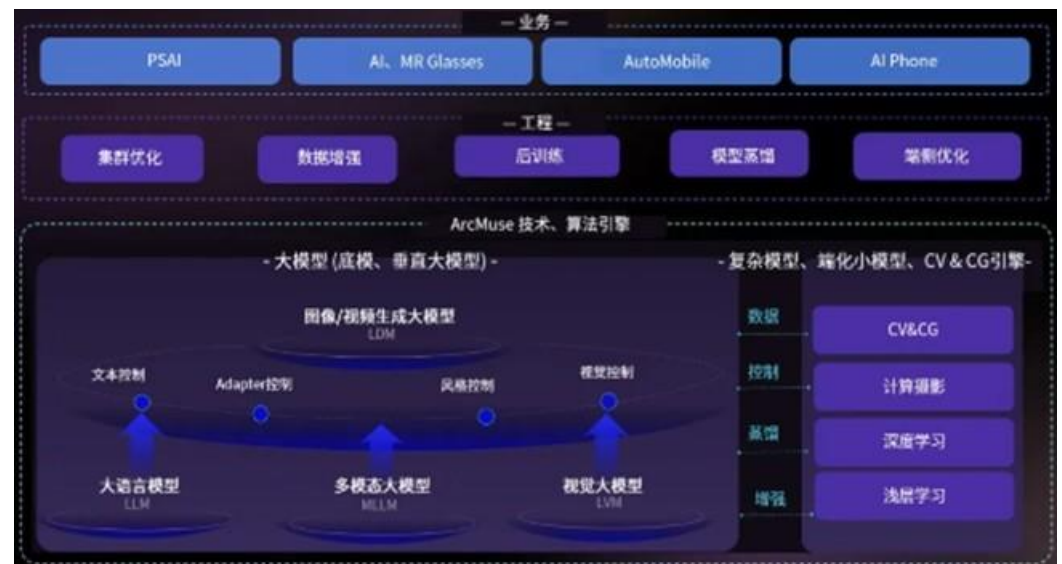 — 业务 —
PSAI
AI、MR Glasses
AutoMobile
AI Phone
— 工程 —
集群优化
数据增强
后训练
模型蒸馏
端侧优化
ArcMuse 技术、算法引擎
- 大模型 (底模、垂直大模型) -
- 复杂模型、端化小模型、CV & CG引擎-
图像/视频生成大模型
LDM
文本控制
Adapter控制
风格控制
视觉控制
大语言模型
LLM
多模态大模型
MLLM
视觉大模型
LVM
数据
控制
蒸馏
增强
CV&CG
计算摄影
深度学习
浅层学习